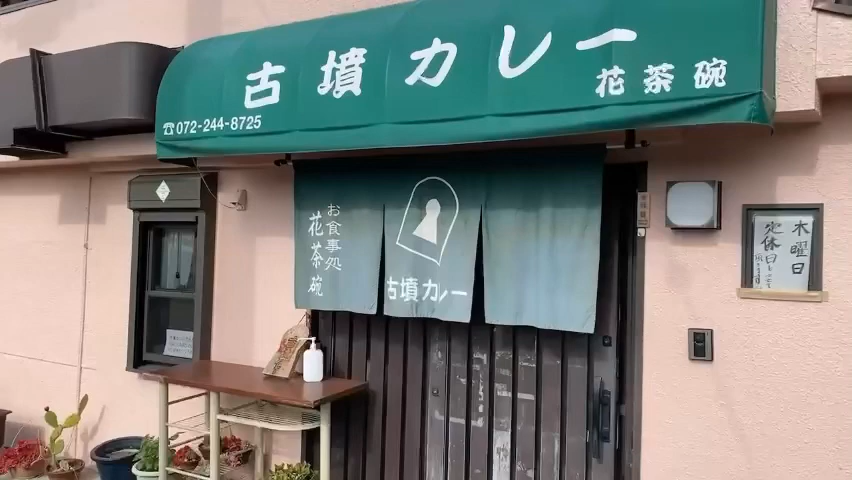 古墳カレー
花茶碗
☎072-244-8725
お食事処
花茶碗
古墳カレー
木曜日
定休日